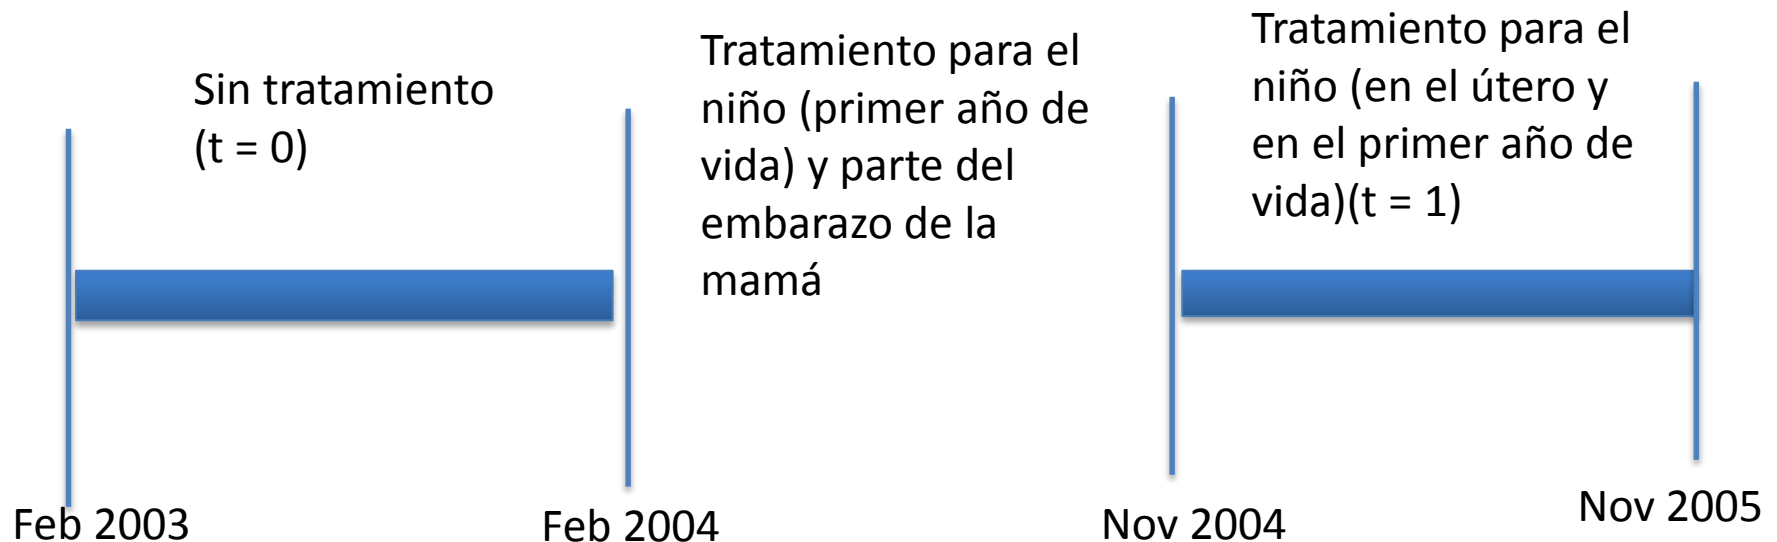 Sin tratamiento
(t = 0)
Tratamiento para el
niño (primer año de
vida) y parte del
embarazo de la
mamá
Tratamiento para el
niño (en el útero y
en el primer año de
vida)(t = 1)
Feb 2003
Feb 2004
Nov 2004
Nov 2005